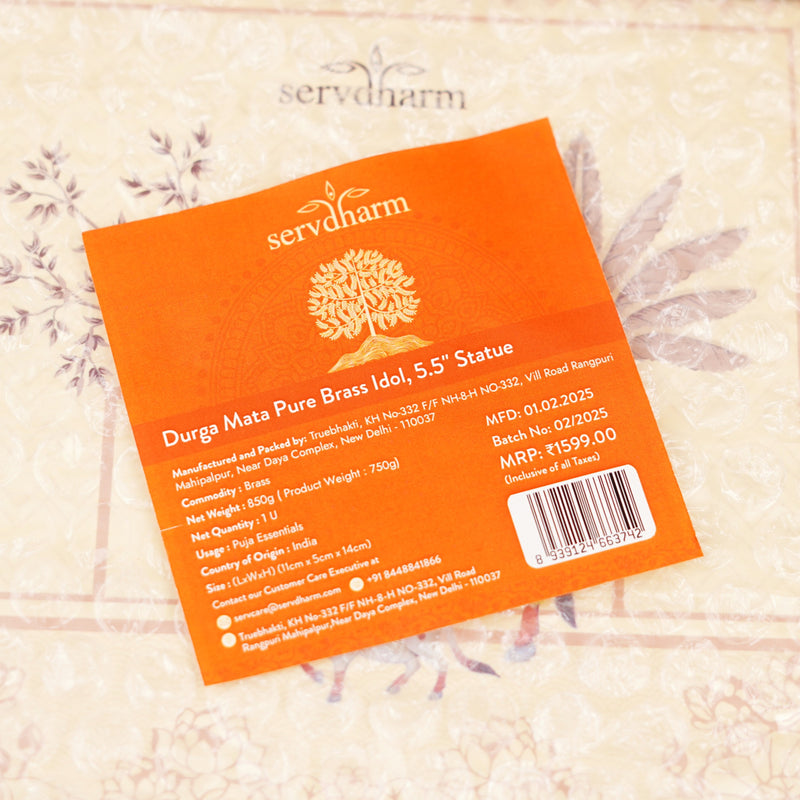 servdharm
servdharm
Durga Mata Pure Brass Idol, 5.5" Statue
Manufactured and Packed by: Truebhakti, KH No-332 F/F NH-8-H NO-332, Vill Road Rangpuri
Mahipalpur, Near Daya Complex, New Delhi - 110037
Commodity : Brass
Net Weight : 850g ( Product Weight : 750g)
Net Quantity : 1 U
Usage : Puja Essentials
Country of Origin : India
Size : (LxWxH) (11cm x 5cm x 14cm)
Contact our Customer Care Executive at
servcare@servdharm.com +91 8448841866
Truebhakti, KH No-332 F/F NH-8-H NO-332, Vill Road
Rangpuri Mahipalpur,Near Daya Complex, New Delhi - 110037
MFD: 01.02.2025
Batch No: 02/2025
MRP: ₹1599.00
(Inclusive of all Taxes)
8 939124 663742